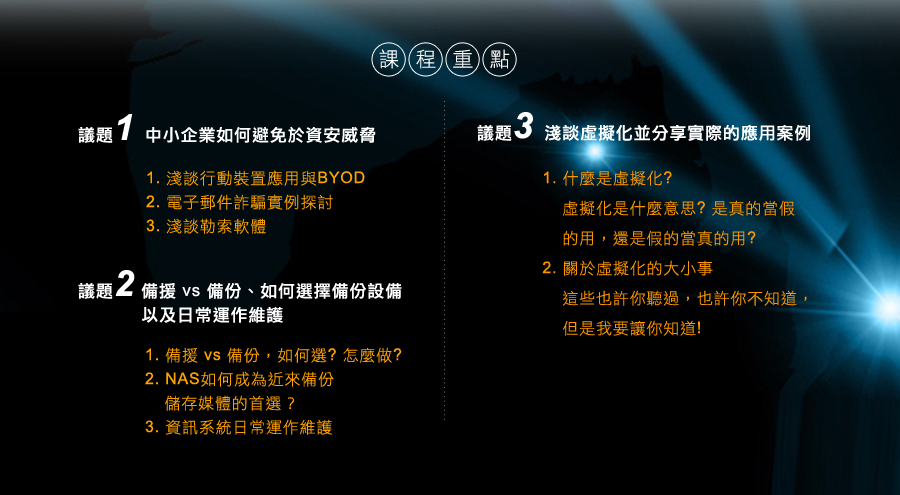 課程重點
議題1 中小企業如何避免於資安威脅
1. 淺談行動裝置應用與BYOD
2. 電子郵件詐騙實例探討
3. 淺談勒索軟體
議題2 備援 vs 備份、如何選擇備份設備
以及日常運作維護
1. 備援 vs 備份，如何選? 怎麼做?
2. NAS如何成為近來備份
儲存媒體的首選？
3. 資訊系統日常運作維護
議題3 淺談虛擬化並分享實際的應用案例
1. 什麼是虛擬化?
虛擬化是什麼意思? 是真的當假
的用，還是假的當真的用?
2. 關於虛擬化的大小事
這些也許你聽過，也許你不知道，
但是我要讓你知道!